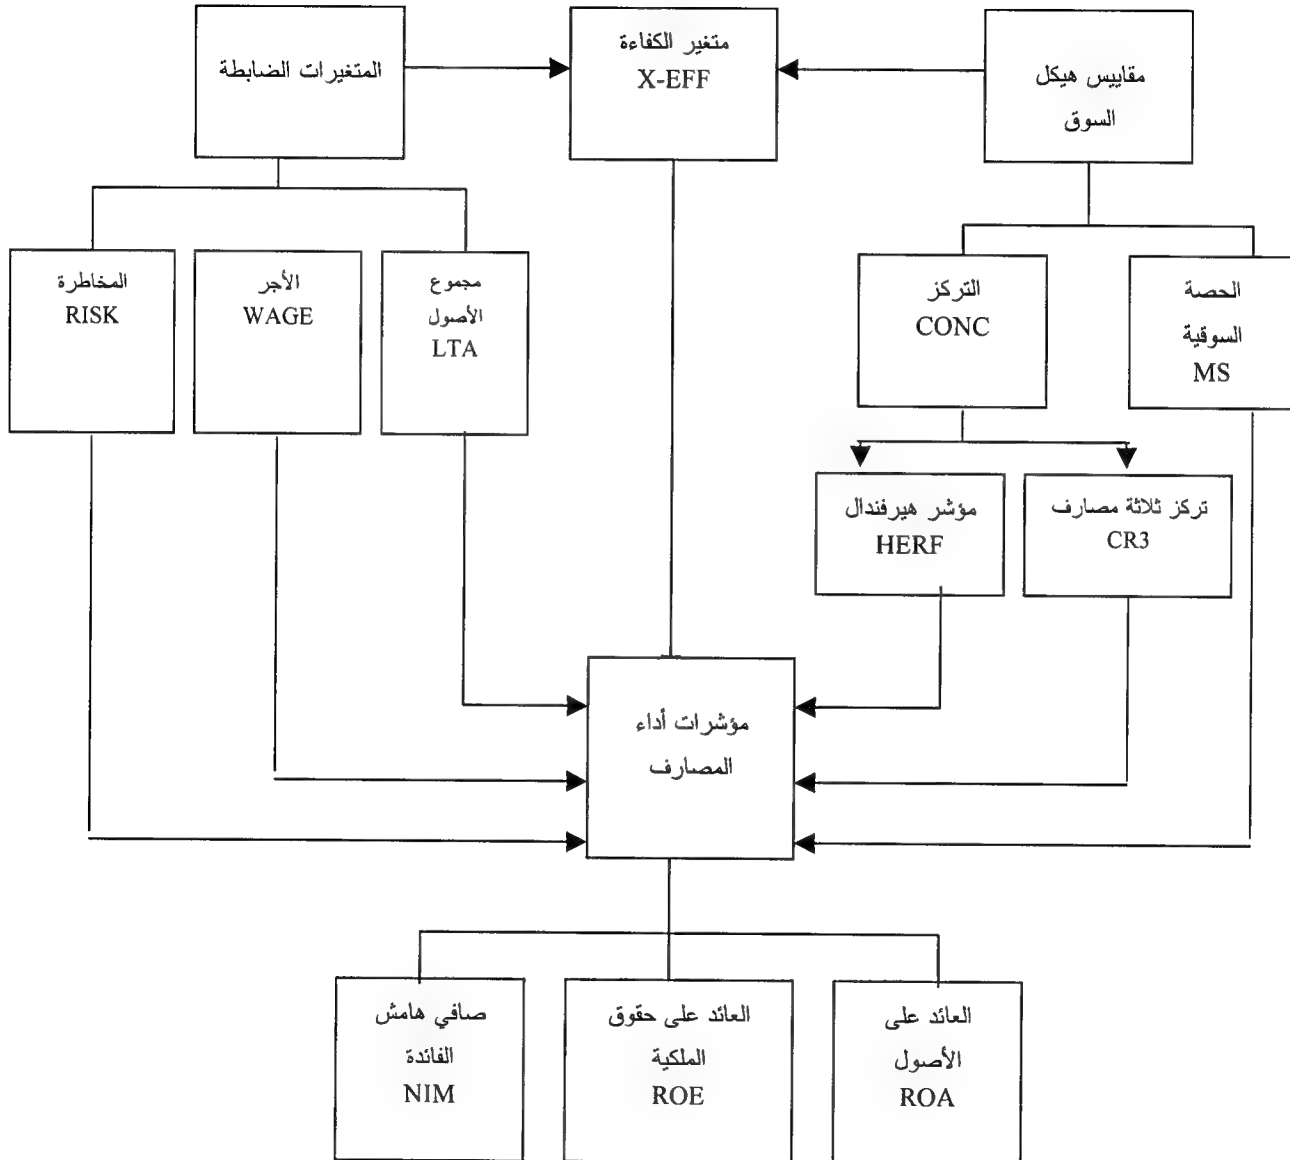 مقاييس هيكل
السوق
متغير الكفاءة
X-EFF
المتغيرات الضابطة
الحصة
السوقية
MS
التركز
CONC
مجموع
الأصول
LTA
الأجر
WAGE
المخاطرة
RISK
تركز ثلاثة مصارف
CR3
مؤشر هيرفندال
HERF
مؤشرات أداء
المصارف
العائد على
الأصول
ROA
العائد على حقوق
الملكية
ROE
صافي هامش
الفائدة
NIM